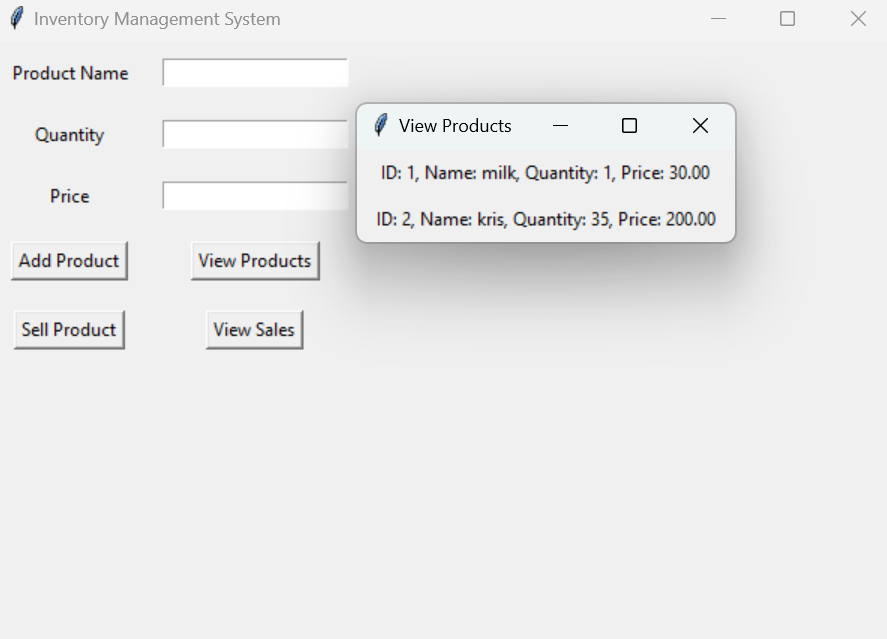 Inventory Management System
Product Name
Quantity
Price
Add Product
View Products
Sell Product
View Sales
View Products
ID: 1, Name: milk, Quantity: 1, Price: 30.00
ID: 2, Name: kris, Quantity: 35, Price: 200.00